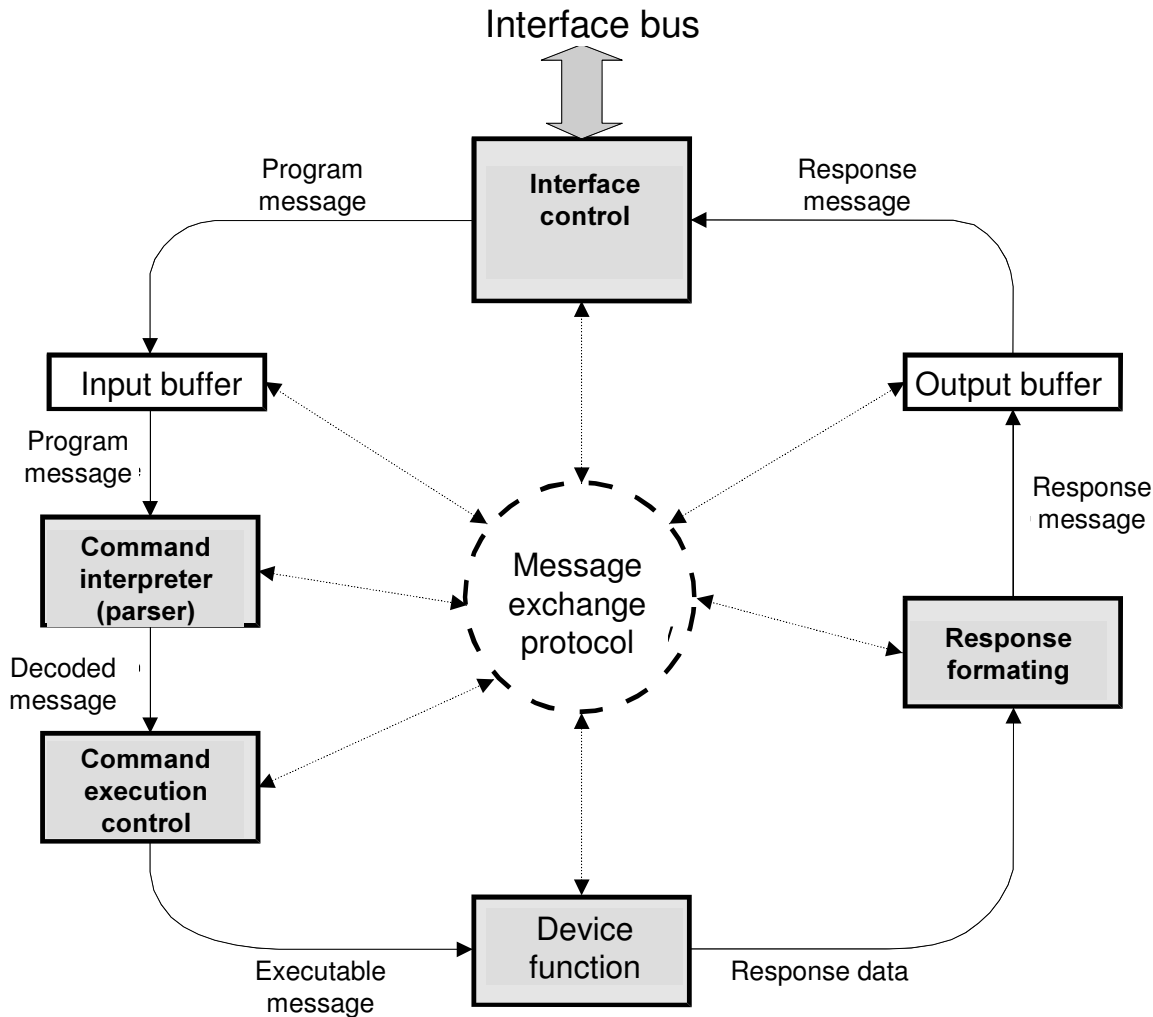 Interface bus
Program
message
Interface
control
Response
message
Input buffer
Output buffer
Program
message
Response
message
Command
interpreter
(parser)
Message
exchange
protocol
Response
formating
Decoded
message
Command
execution
control
Device
function
Executable
message
Response data